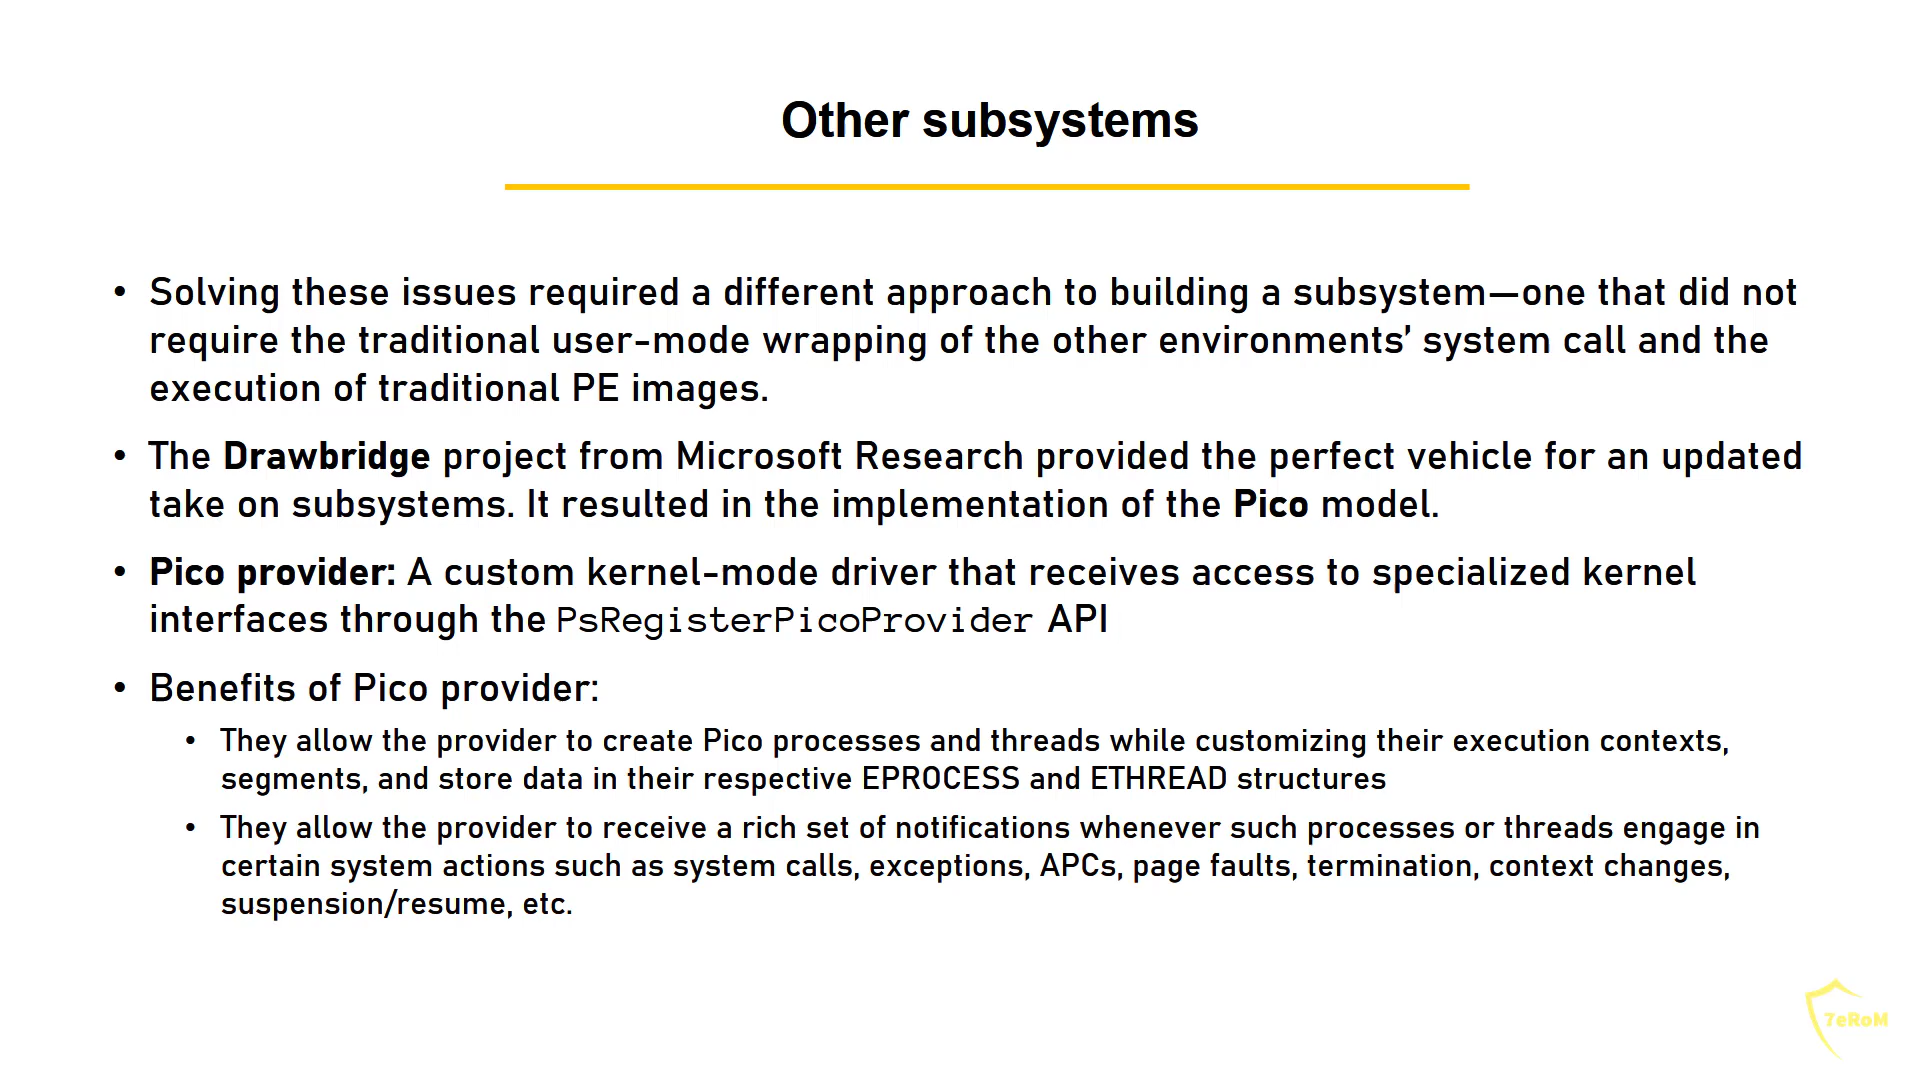 Other subsystems
• Solving these issues required a different approach to building a subsystem—one that did not
require the traditional user-mode wrapping of the other environments’ system call and the
execution of traditional PE images.
• The Drawbridge project from Microsoft Research provided the perfect vehicle for an updated
take on subsystems. It resulted in the implementation of the Pico model.
• Pico provider: A custom kernel-mode driver that receives access to specialized kernel
interfaces through the PsRegisterPicoProvider API
• Benefits of Pico provider:
• They allow the provider to create Pico processes and threads while customizing their execution contexts,
segments, and store data in their respective EPROCESS and ETHREAD structures
• They allow the provider to receive a rich set of notifications whenever such processes or threads engage in
certain system actions such as system calls, exceptions, APCs, page faults, termination, context changes,
suspension/resume, etc.
7eRoM